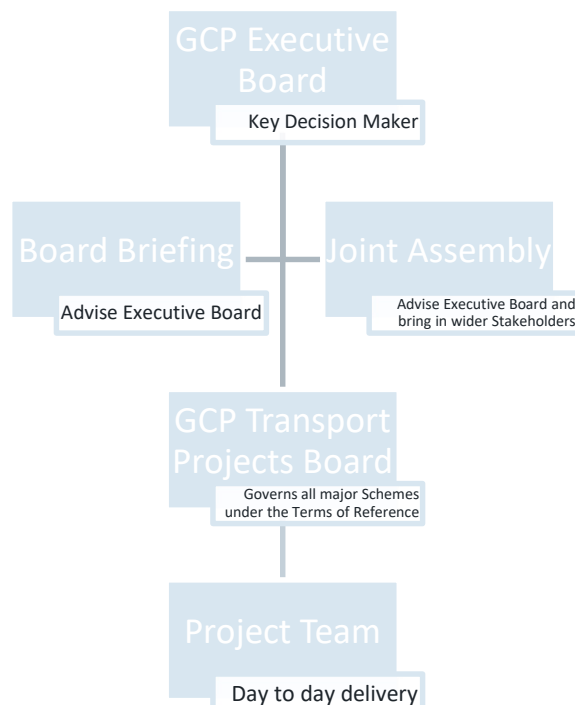 GCP Executive
Board
Key Decision Maker
Board Briefing
Advise Executive Board
Joint Assembly
Advise Executive Board and
bring in wider Stakeholders
GCP Transport
Projects Board
Governs all major Schemes
under the Terms of Reference
Project Team
Day to day delivery